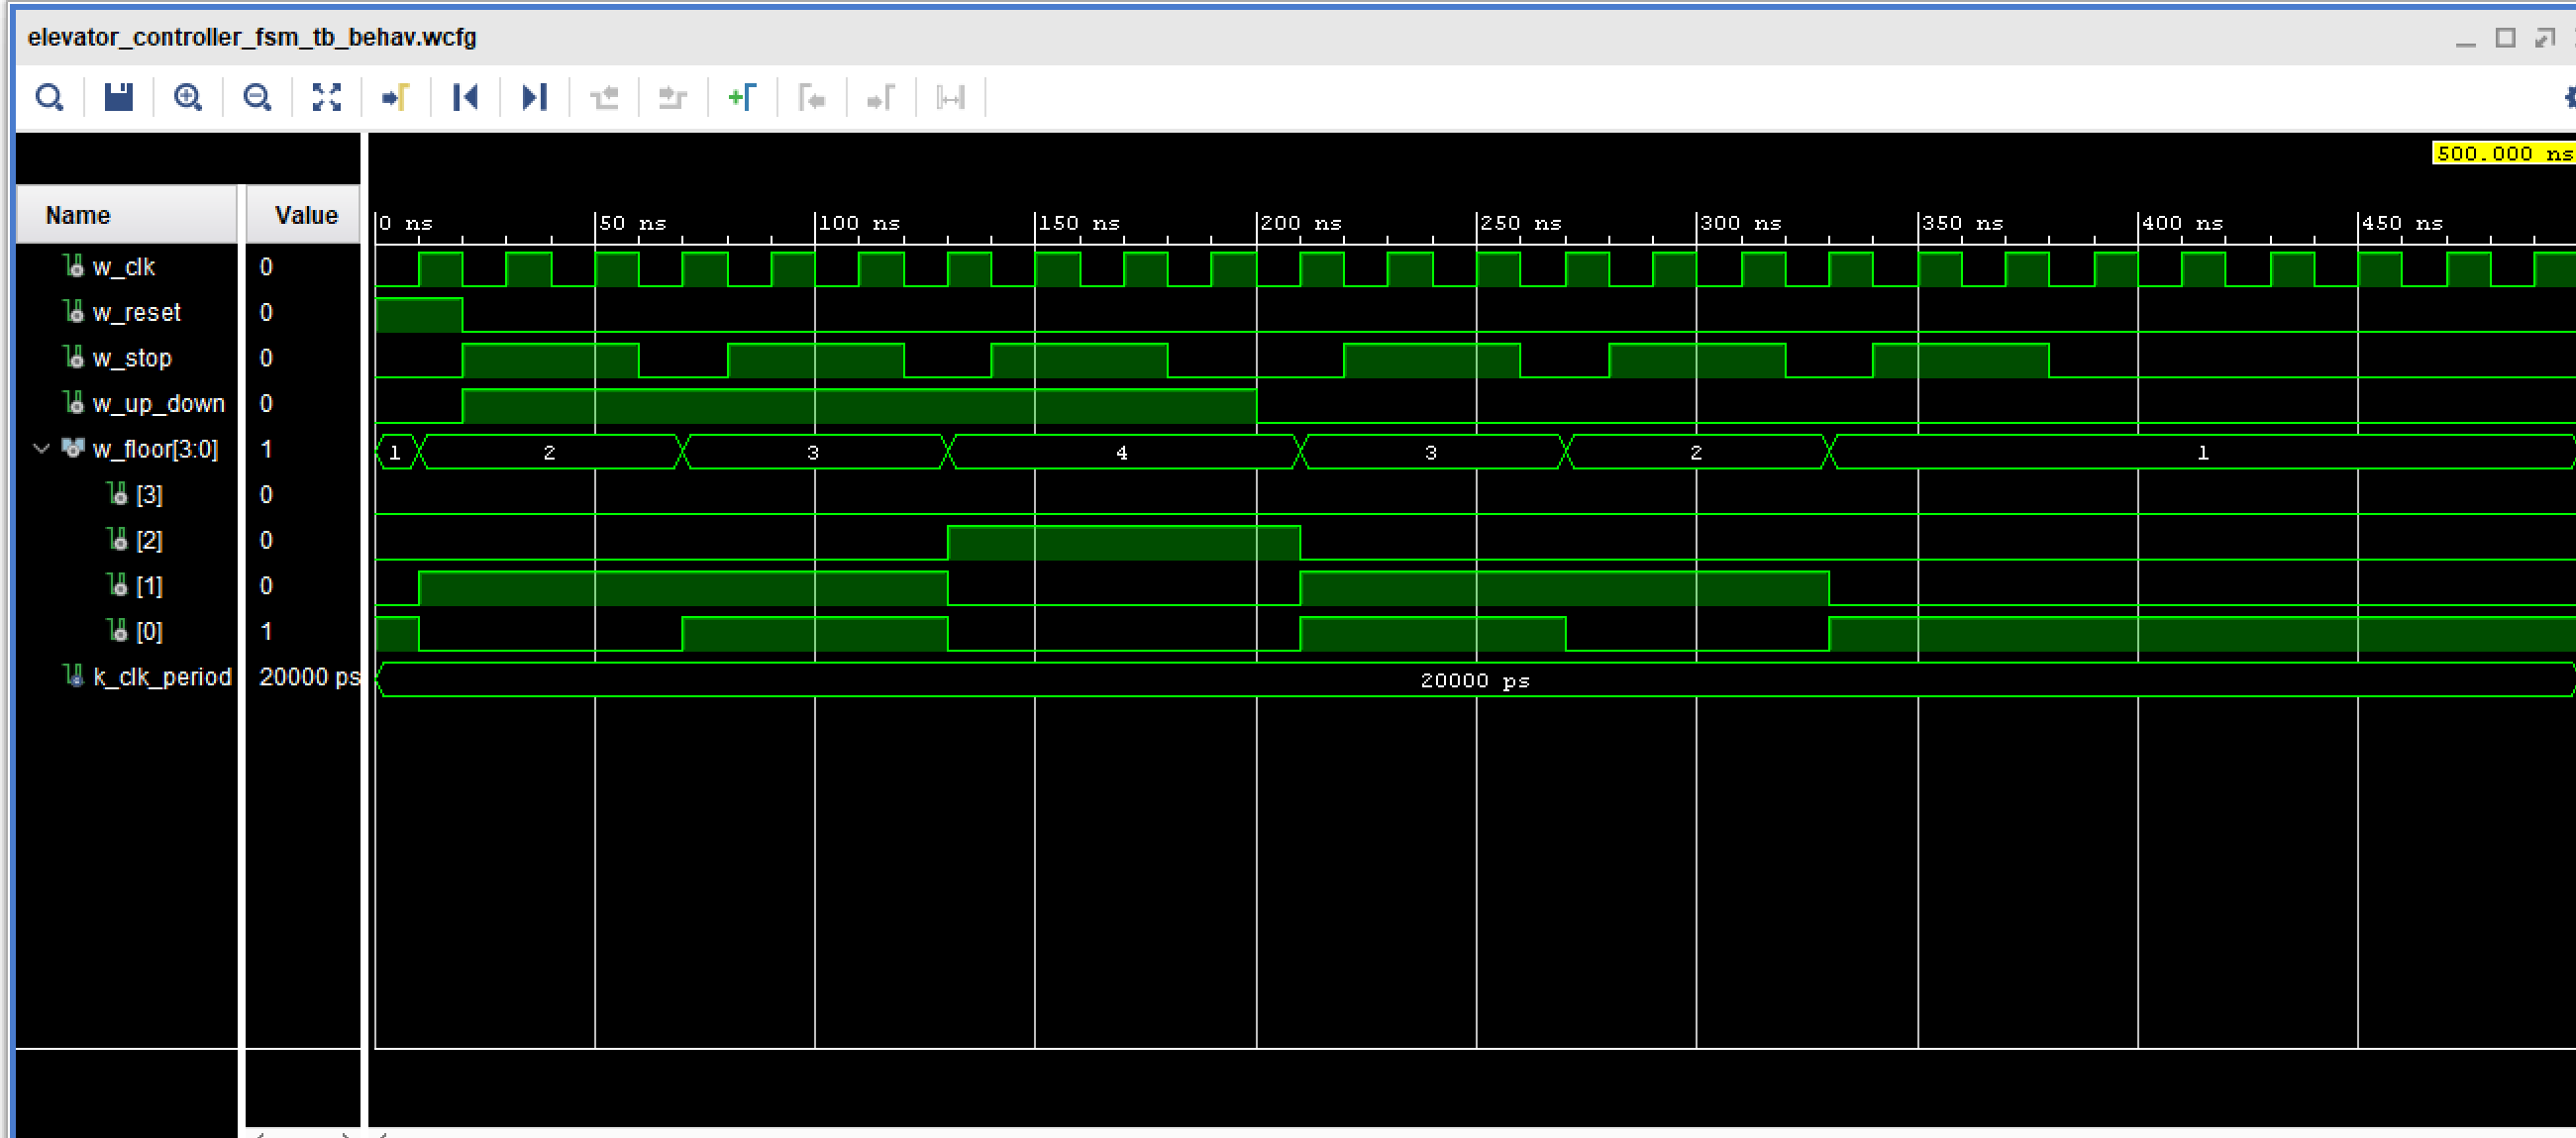 elevator_controller_fsm_tb_behav.wcfg
500.000 ns
Name Value 0 ns 50 ns 100 ns 150 ns 200 ns 250 ns 300 ns 350 ns 400 ns 450 ns
w_clk 0
w_reset 0
w_stop 0
w_up_down 0
w_floor[3:0] 1 1 2 3 4 3 2 1
[3] 0
[2] 0
[1] 0
[0] 1
k_clk_period 20000 ps 20000 ps